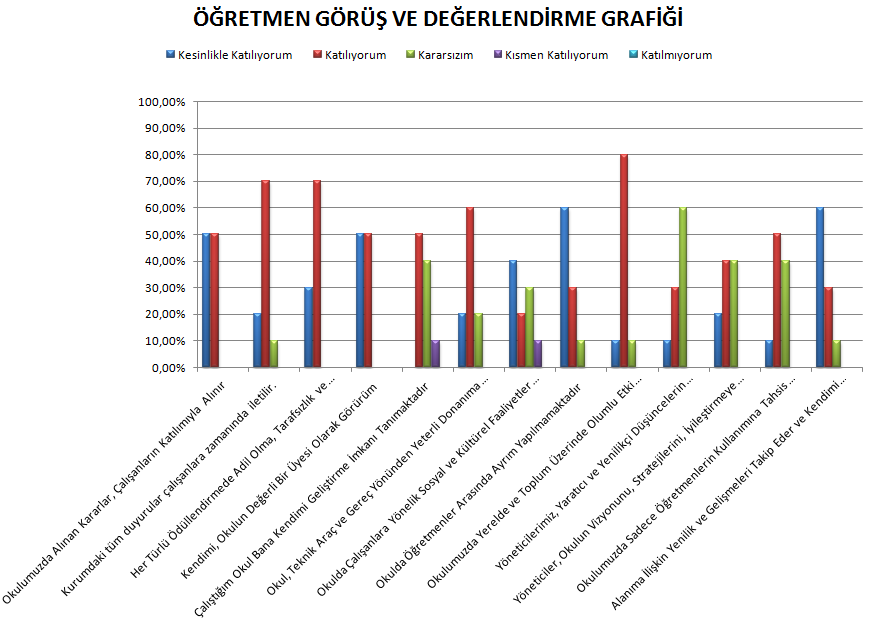 ÖĞRETMEN GÖRÜŞ VE DEĞERLENDİRME GRAFİĞİ
Kesinlikle Katılıyorum Katılıyorum Kararsızım Kısmen Katılıyorum Katılmıyorum
100,00%
90,00%
80,00%
70,00%
60,00%
50,00%
40,00%
30,00%
20,00%
10,00%
0,00%
Okulumuzda Alınan Kararlar, Çalışanların Katılımıyla Alınır
Kurumdaki tüm duyurular çalışanlara zamanında iletilir.
Her Türlü Ödüllendirmede Adil Olma, Tarafsızlık ve...
Kendimi, Okulun Değerli Bir Üyesi Olarak Görürüm
Çalıştığım Okul Bana Kendimi Geliştirme İmkanı Tanımaktadır
Okul, Teknik Araç ve Gereç Yönünden Yeterli Donanıma...
Okulda Çalışanlara Yönelik Sosyal ve Kültürel Faaliyetler...
Okulda Öğretmenler Arasında Ayrım Yapılmamaktadır
Okulumuzda Yerelde ve Toplum Üzerinde Olumlu Etki...
Yöneticilerimiz, Yaratıcı ve Yenilikçi Düşüncelerin...
Yöneticiler, Okulun Vizyonunu, Stratejilerini, İyileştirmeye...
Okulumuzda Sadece Öğretmenlerin Kullanımına Tahsis...
Alanıma İlişkin Yenilik ve Gelişmeleri Takip Eder ve Kendimi...